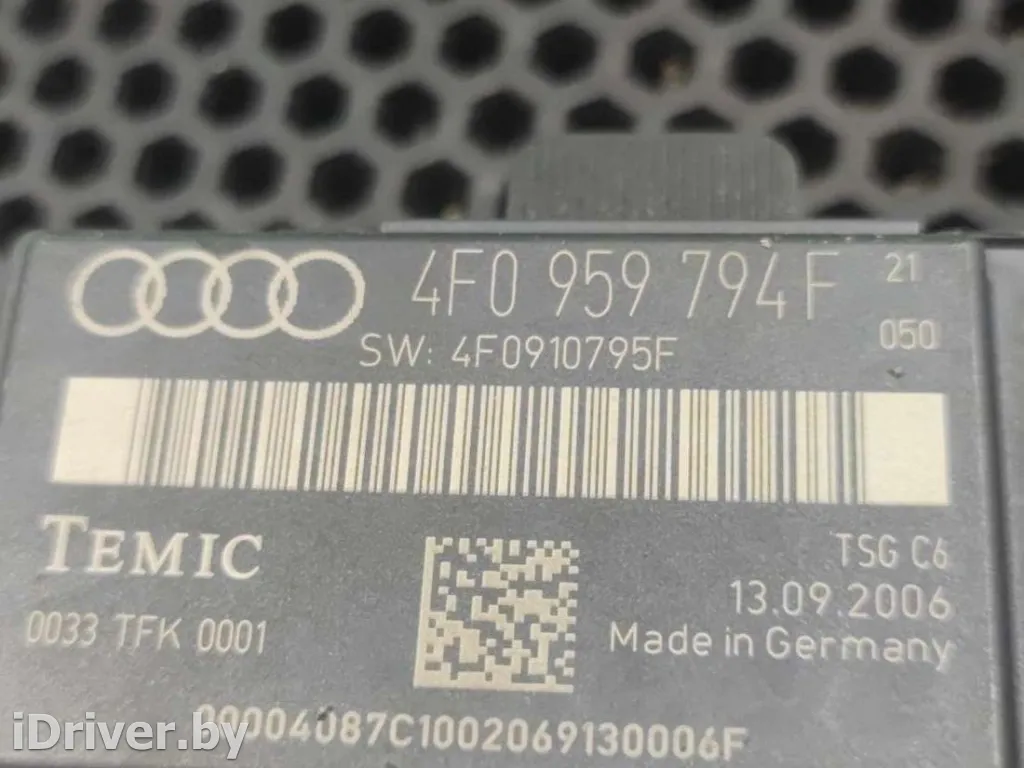 4F0 959 794 F 21
SW: 4F0910795F 050
TEMIC
TSG C6
0033 TFK 0001
13.09.2006
Made in Germany
00004087C1002069130006F
iDriver.by